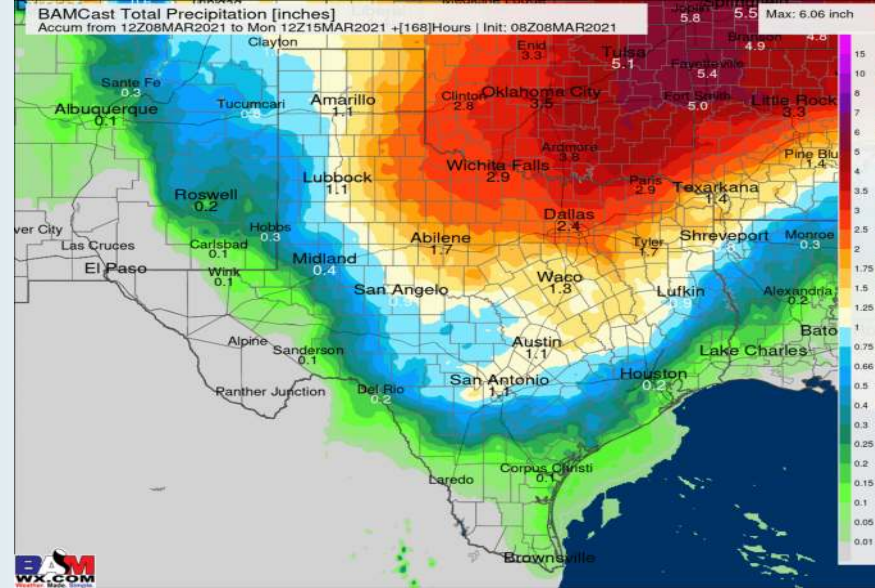 BAMCast Total Precipitation [inches]
Accum from 12Z08MAR2021 to Mon 12Z15MAR2021 +[168]Hours | Init: 08Z08MAR2021
Max: 6.06 inch
Joplin
5.8
5.5
Clayton
Enid
3.3
Tulsa
5.1
Branson
4.9
4.8
Fayetteville
5.4
Sante Fe
0.3
Albuquerque
0.1
Tucumcari
Amarillo
1.1
Clinton
2.8
Oklahoma City
3.5
Fort Smith
5.0
Little Rock
3.3
Ardmore
3.8
Pine Blu
1.4
Lubbock
1.1
Wichita Falls
2.9
Paris
2.9
Texarkana
1.4
Roswell
0.2
Dallas
2.4
Hobbs
0.3
ver City
Las Cruces
Carlsbad
0.1
Abilene
1.7
Tyler
1.7
Shreveport
Monroe
0.3
El Paso
Wink
0.1
Midland
0.4
Waco
1.3
San Angelo
Lufkin
Alexandria
0.2
Bato
Alpine
Sanderson
0.1
Austin
1.1
Lake Charles
Panther Junction
Del Rio
0.2
San Antonio
1.1
Houston
0.2
Laredo
Corpus Christi
0.1
Brownsville
15
10
8
7
6
5
4
3.5
3
2.5
2
1.75
1.5
1.25
1
0.75
0.66
0.5
0.4
0.3
0.25
0.2
0.15
0.1
0.05
0.01
BAM
WX.COM
Weather Made Simple